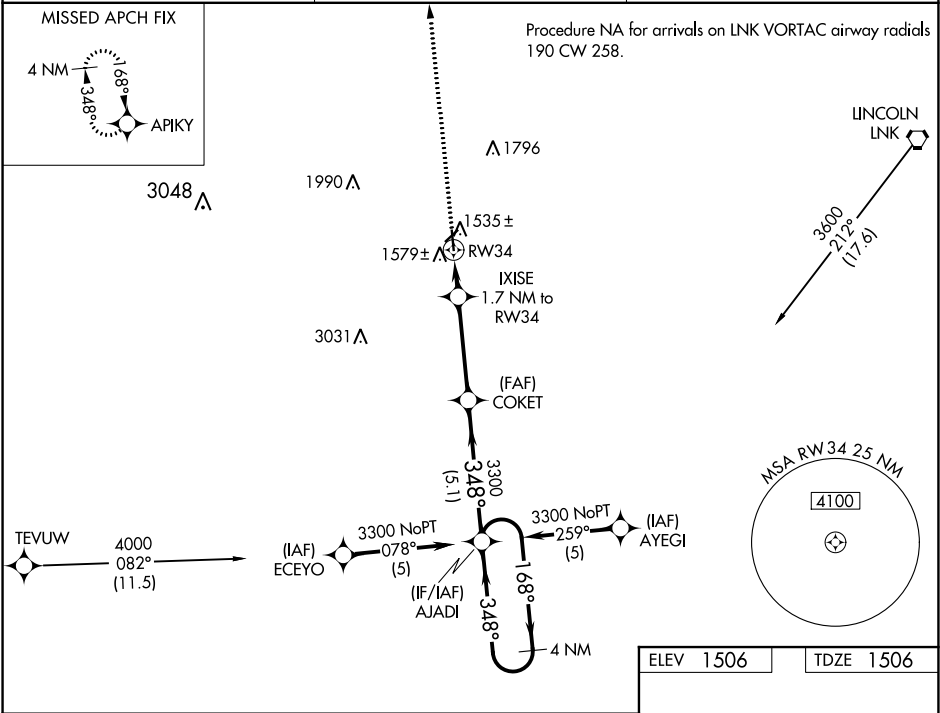 MISSED APCH FIX
4 NM
168°
348°
APIKY
Procedure NA for arrivals on LNK VORTAC airway radials
190 CW 258.
LINCOLN
LNK
3600
212°
(17.6)
1796
3048
1990
1535±
1579±
RW34
IXISE
1.7 NM to
RW34
3031
(FAF)
COKET
3300
348°
(5.1)
MSA RW34 25 NM
4100
TEVUW
4000
082°
(11.5)
(IAF)
ECEYO
3300 NoPT
078°
(5)
3300 NoPT
259°
(5)
(IAF)
AYEGI
(IF/IAF)
AJADI
348°
168°
4 NM
ELEV 1506
TDZE 1506